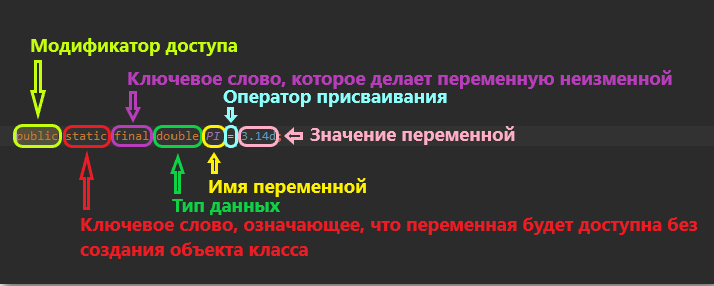 Модификатор доступа
Ключевое слово, которое делает переменную неизменной
Оператор присваивания
public static final double PI = 3.14d; Значение переменной
Имя переменной
Тип данных
Ключевое слово, означающее, что переменная будет доступна без
создания объекта класса